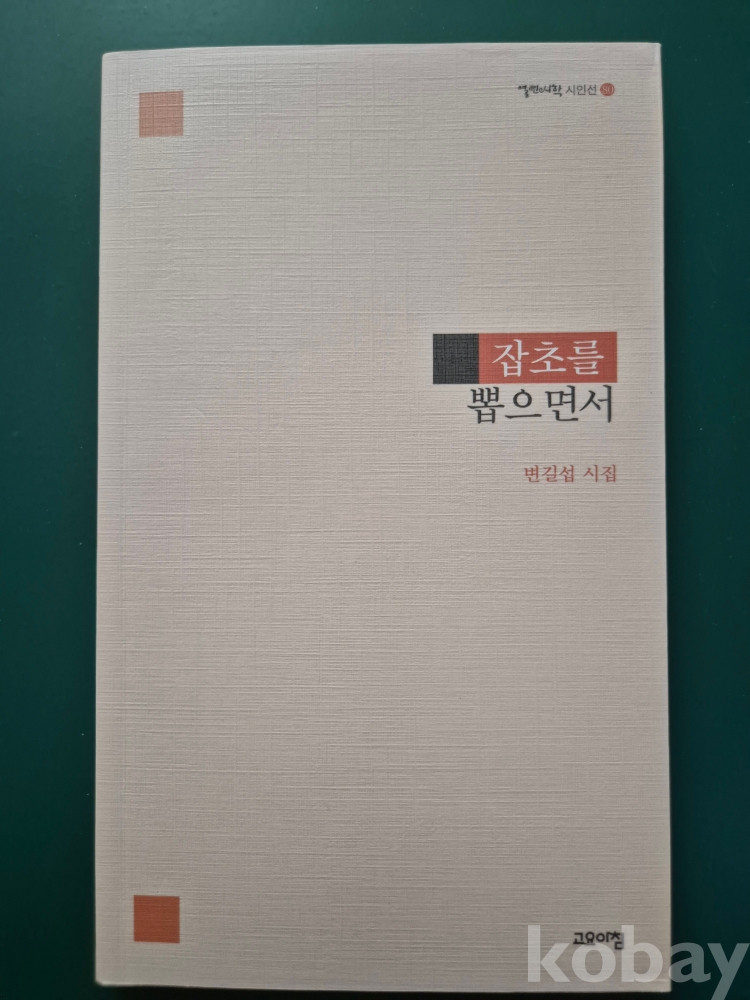 열린시학 시인선 80
잡초를
뽑으면서
변길섭 시집
고요아침
kobay